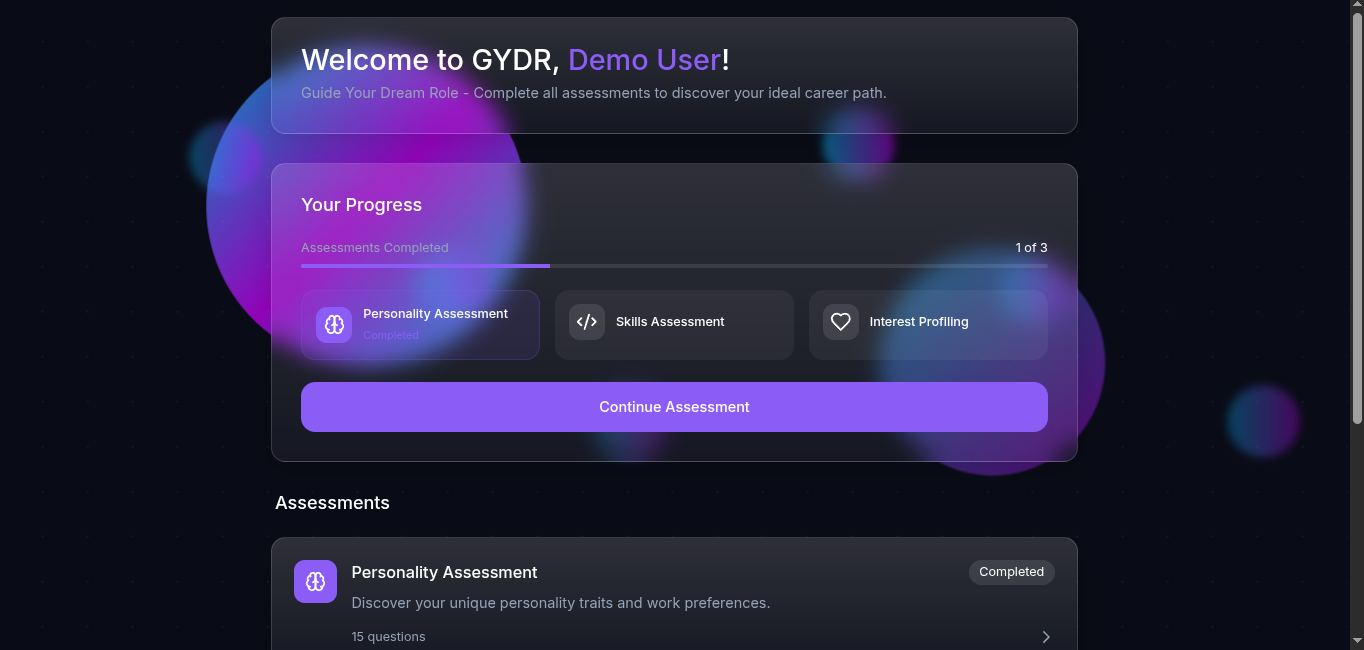 Welcome to GYDR, Demo User!
Guide Your Dream Role - Complete all assessments to discover your ideal career path.
Your Progress
Assessments Completed
1 of 3
Personality Assessment
Completed
Skills Assessment
Interest Profiling
Continue Assessment
Assessments
Personality Assessment
Completed
Discover your unique personality traits and work preferences.
15 questions